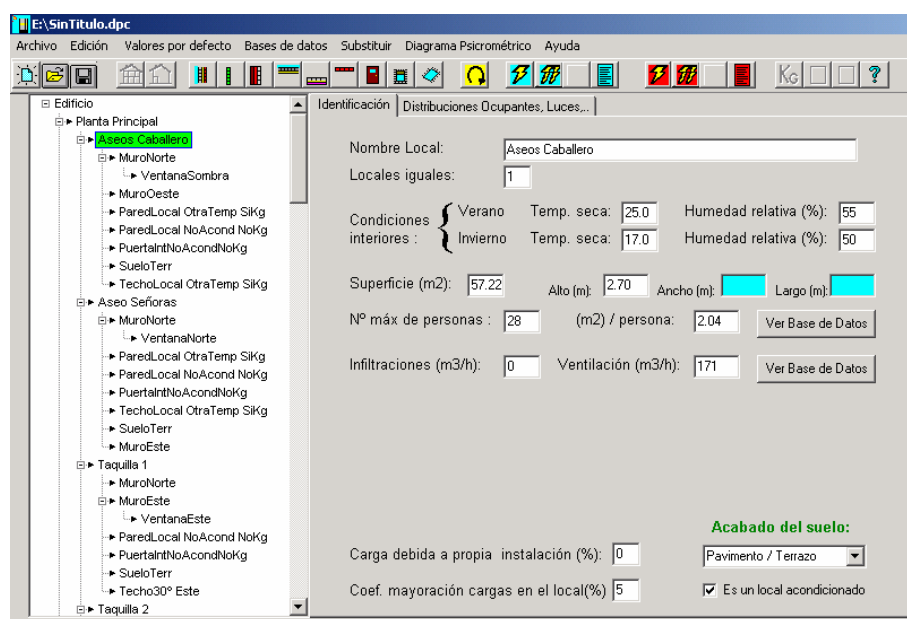 E:\SinTitulo.dpc
Archivo Edición Valores por defecto Bases de datos Substituir Diagrama Psicrométrico Ayuda
KG ?
Edificio
Planta Principal
Aseos Caballero
MuroNorte
VentanaSombra
MuroOeste
ParedLocal OtraTemp SiKg
ParedLocal NoAcond NoKg
PuertaIntNoAcondNoKg
SueloTerr
TechoLocal OtraTemp SiKg
Aseo Señoras
MuroNorte
VentanaNorte
ParedLocal OtraTemp SiKg
ParedLocal NoAcond NoKg
PuertaIntNoAcondNoKg
TechoLocal OtraTemp SiKg
SueloTerr
MuroEste
Taquilla 1
MuroNorte
MuroEste
VentanaEste
ParedLocal NoAcond NoKg
PuertaIntNoAcondNoKg
SueloTerr
Techo30º Este
Taquilla 2
Identificación Distribuciones Ocupantes, Luces,..
Nombre Local: Aseos Caballero
Locales iguales: 1
Condiciones interiores :
Verano Temp. seca: 25.0 Humedad relativa (%): 55
Invierno Temp. seca: 17.0 Humedad relativa (%): 50
Superficie (m2): 57.22 Alto (m): 2.70 Ancho (m): Largo (m):
Nº máx de personas : 28 (m2) / persona: 2.04 Ver Base de Datos
Infiltraciones (m3/h): 0 Ventilación (m3/h): 171 Ver Base de Datos
Acabado del suelo:
Carga debida a propia instalación (%): 0 Pavimento / Terrazo
Coef. mayoración cargas en el local(%) 5 Es un local acondicionado